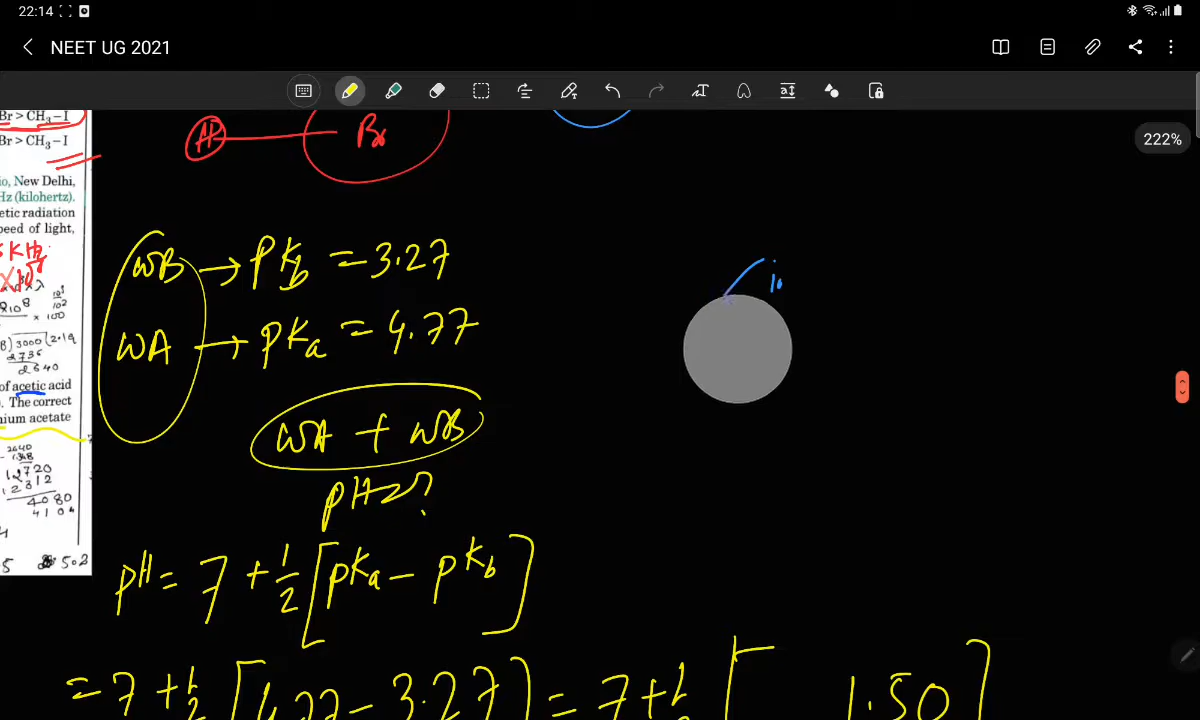 22:14
NEET UG 2021
222%
Br > CH3–I
Br > CH3–I
H Br
io, New Delhi,
Hz (kilohertz).
etic radiation
peed of light,
WB → PKb = 3.27
WA → PKa = 4.77
of acetic acid
). The correct
nium acetate
WA + WB
PH = ?
PH = 7 + 1/2 [PKa – PKb]
= 7 + 1/2 [4.77 – 3.27] = 7 + 1/2 [ 1.50 ]